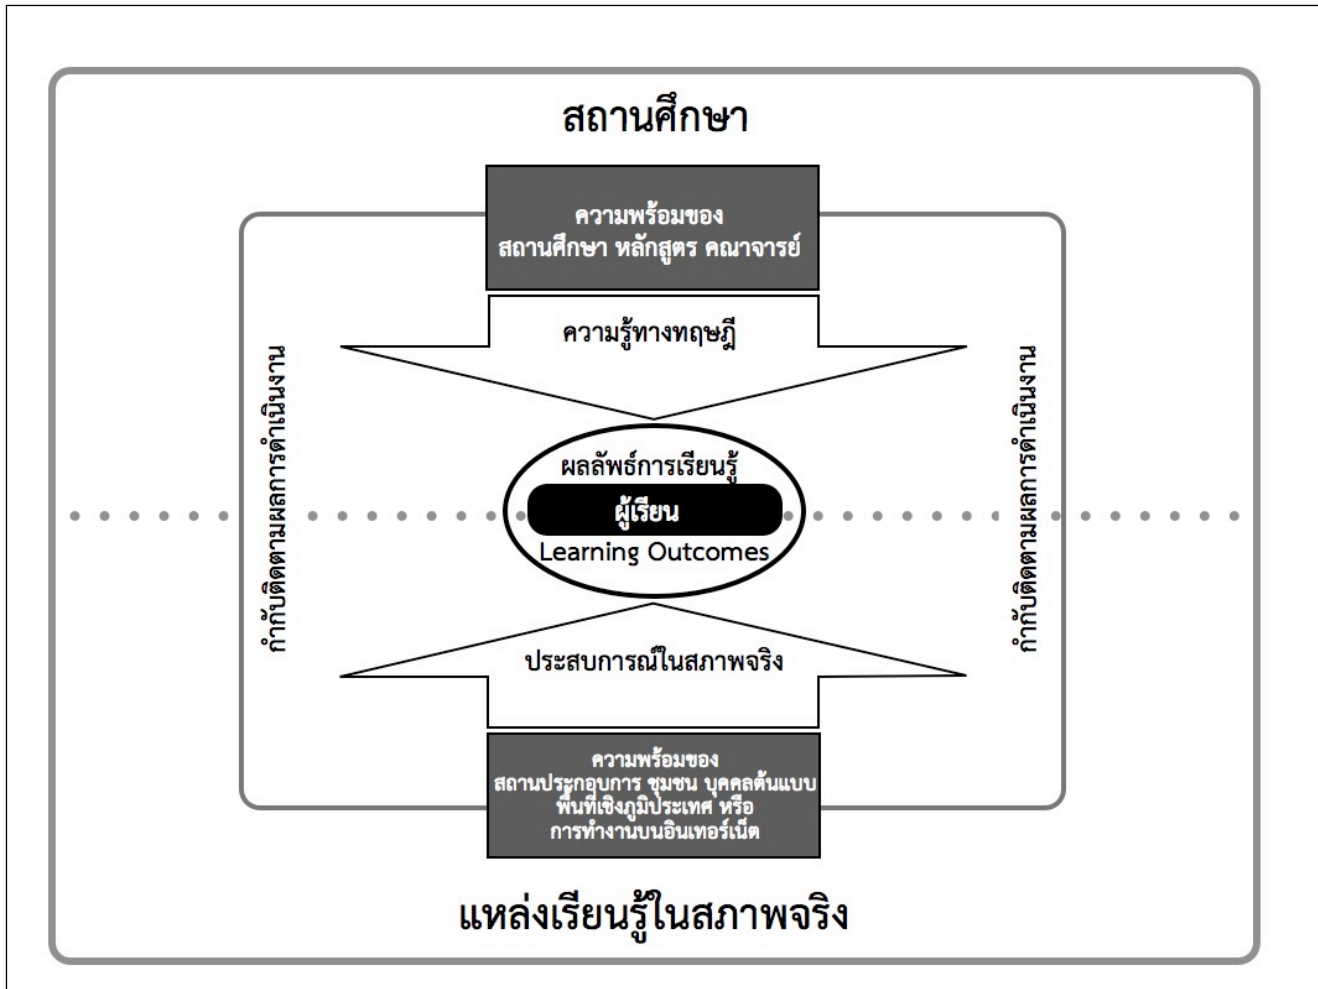 สถานศึกษา
ความพร้อมของ
สถานศึกษา หลักสูตร คณาจารย์
ความรู้ทางทฤษฎี
กำกับติดตามผลการดำเนินงาน
กำกับติดตามผลการดำเนินงาน
ผลลัพธ์การเรียนรู้
ผู้เรียน
Learning Outcomes
ประสบการณ์ในสภาพจริง
ความพร้อมของ
สถานประกอบการ ชุมชน บุคคลต้นแบบ
พื้นที่เชิงภูมิประเทศ หรือ
การทำงานบนอินเทอร์เน็ต
แหล่งเรียนรู้ในสภาพจริง